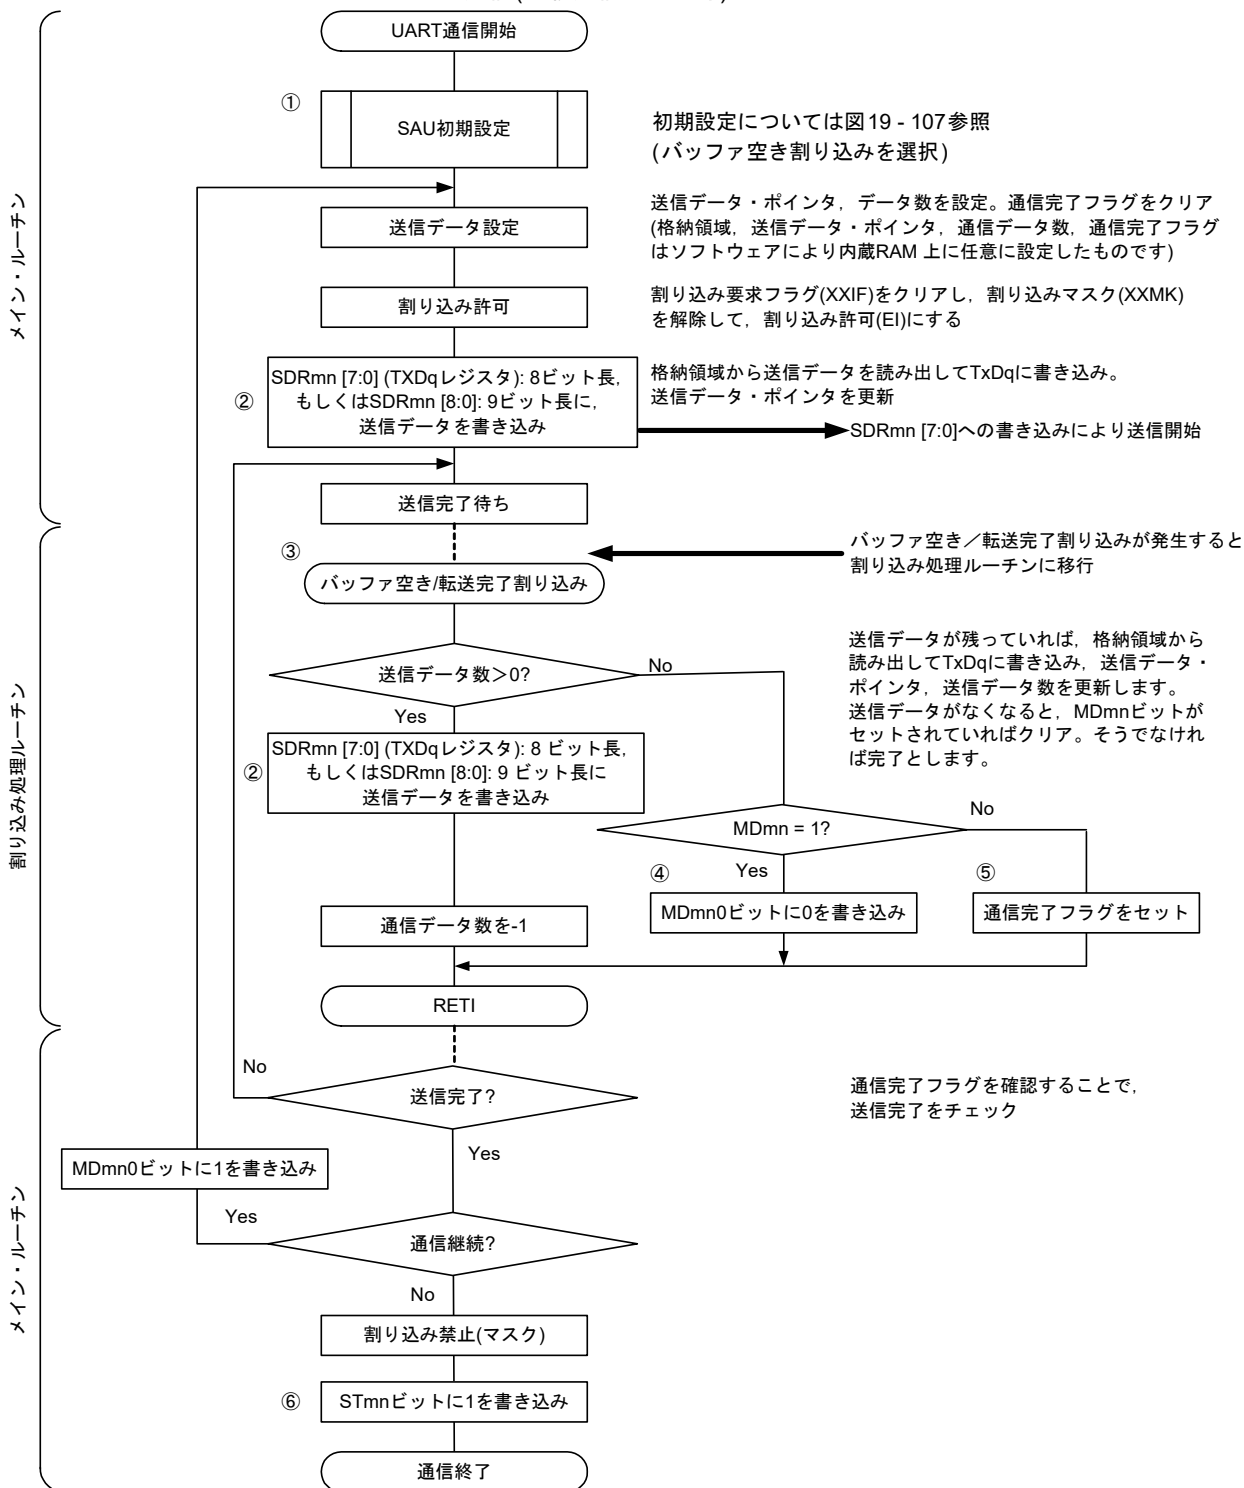 UART通信開始
①
SAU初期設定
初期設定については図19 - 107参照
(バッファ空き割り込みを選択)
メイン・ルーチン
送信データ設定
送信データ・ポインタ，データ数を設定。通信完了フラグをクリア
(格納領域，送信データ・ポインタ，通信データ数，通信完了フラグ
はソフトウェアにより内蔵RAM 上に任意に設定したものです)
割り込み許可
割り込み要求フラグ(XXIF)をクリアし，割り込みマスク(XXMK)
を解除して，割り込み許可(EI)にする
②
SDRmn [7:0] (TXDqレジスタ): 8ビット長,
もしくはSDRmn [8:0]: 9ビット長に,
送信データを書き込み
格納領域から送信データを読み出してTxDqに書き込み。
送信データ・ポインタを更新
SDRmn [7:0]への書き込みにより送信開始
送信完了待ち
③
バッファ空き/転送完了割り込み
バッファ空き／転送完了割り込みが発生すると
割り込み処理ルーチンに移行
割り込み処理ルーチン
送信データ数＞0?
No
Yes
送信データが残っていれば，格納領域から
読み出してTxDqに書き込み，送信データ・
ポインタ，送信データ数を更新します。
送信データがなくなると，MDmnビットが
セットされていればクリア。そうでなけれ
ば完了とします。
②
SDRmn [7:0] (TXDqレジスタ): 8 ビット長,
もしくはSDRmn [8:0]: 9 ビット長に
送信データを書き込み
MDmn = 1?
No
Yes
④
MDmn0ビットに0を書き込み
⑤
通信完了フラグをセット
通信データ数を-1
RETI
メイン・ルーチン
No
送信完了?
Yes
通信完了フラグを確認することで,
送信完了をチェック
MDmn0ビットに1を書き込み
Yes
通信継続?
No
割り込み禁止(マスク)
⑥
STmnビットに1を書き込み
通信終了